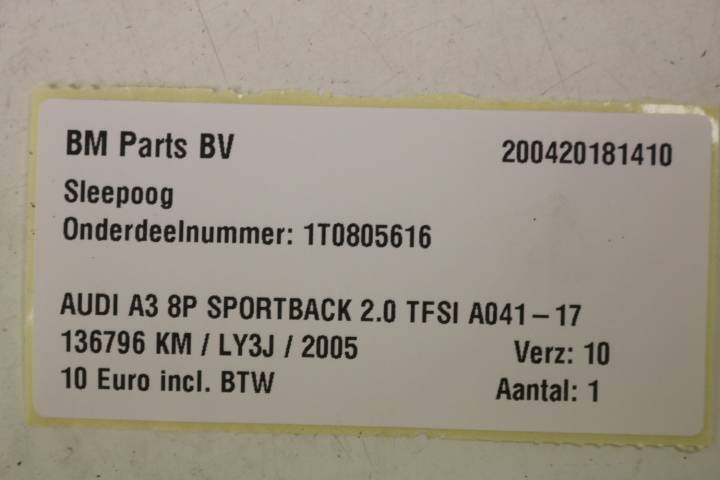 BM Parts BV 200420181410
Sleepoog
Onderdeelnummer: 1T0805616
AUDI A3 8P SPORTBACK 2.0 TFSI A041-17
136796 KM / LY3J / 2005 Verz: 10
10 Euro incl. BTW Aantal: 1